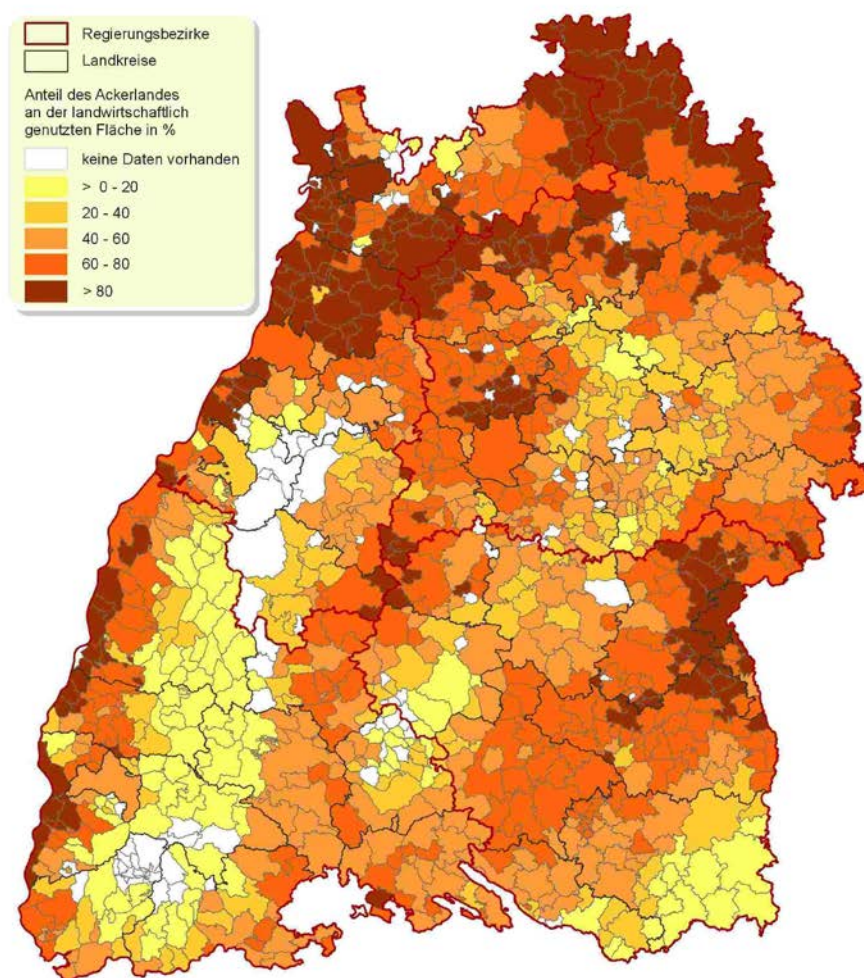 Regierungsbezirke
Landkreise
Anteil des Ackerlandes
an der landwirtschaftlich
genutzten Fläche in %
keine Daten vorhanden
> 0 - 20
20 - 40
40 - 60
60 - 80
> 80